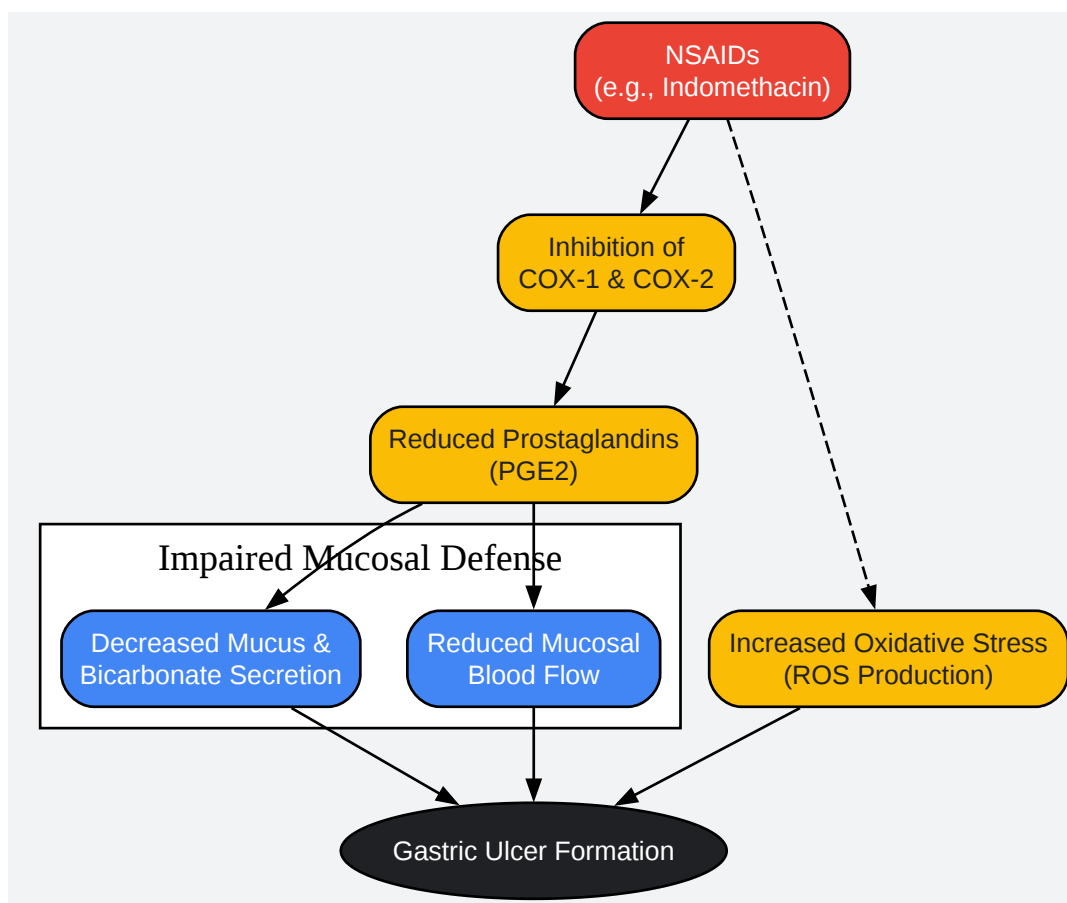 NSAIDs
(e.g., Indomethacin)
Inhibition of
COX-1 & COX-2
Reduced Prostaglandins
(PGE2)
Impaired Mucosal Defense
Decreased Mucus &
Bicarbonate Secretion
Reduced Mucosal
Blood Flow
Increased Oxidative Stress
(ROS Production)
Gastric Ulcer Formation